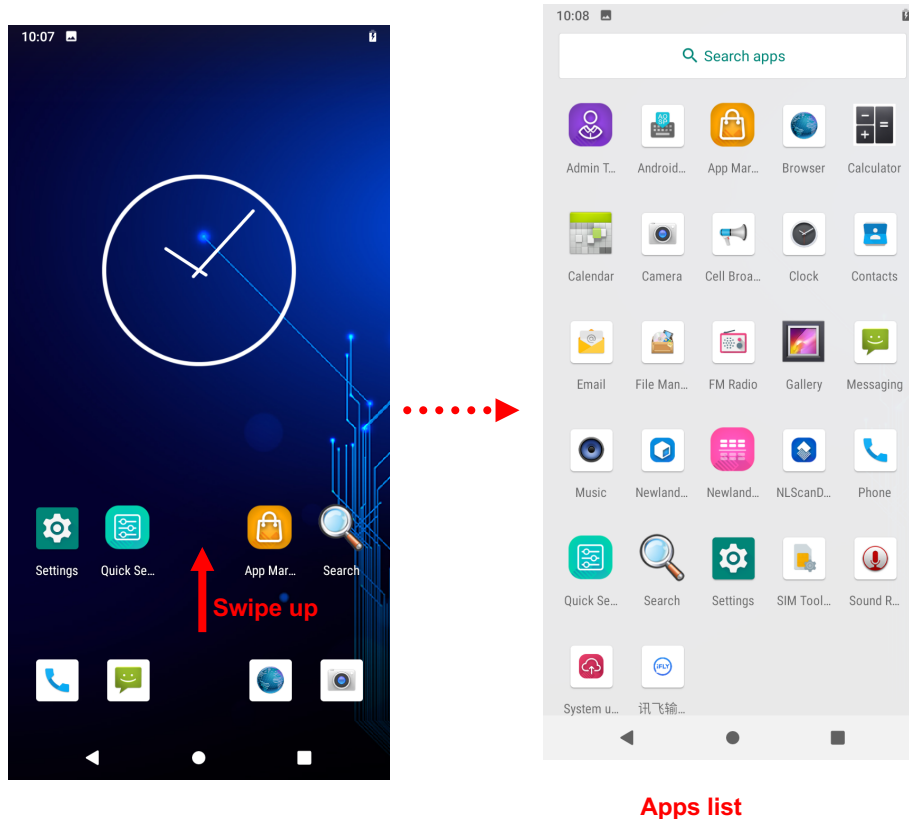 10:07
Settings Quick Se... App Mar... Search
Swipe up
10:08
Search apps
Admin T... Android... App Mar... Browser Calculator
Calendar Camera Cell Broa... Clock Contacts
Email File Man... FM Radio Gallery Messaging
Music Newland... Newland... NLScanD... Phone
Quick Se... Search Settings SIM Tool... Sound R...
iFLY
System u... 讯飞输...
Apps list